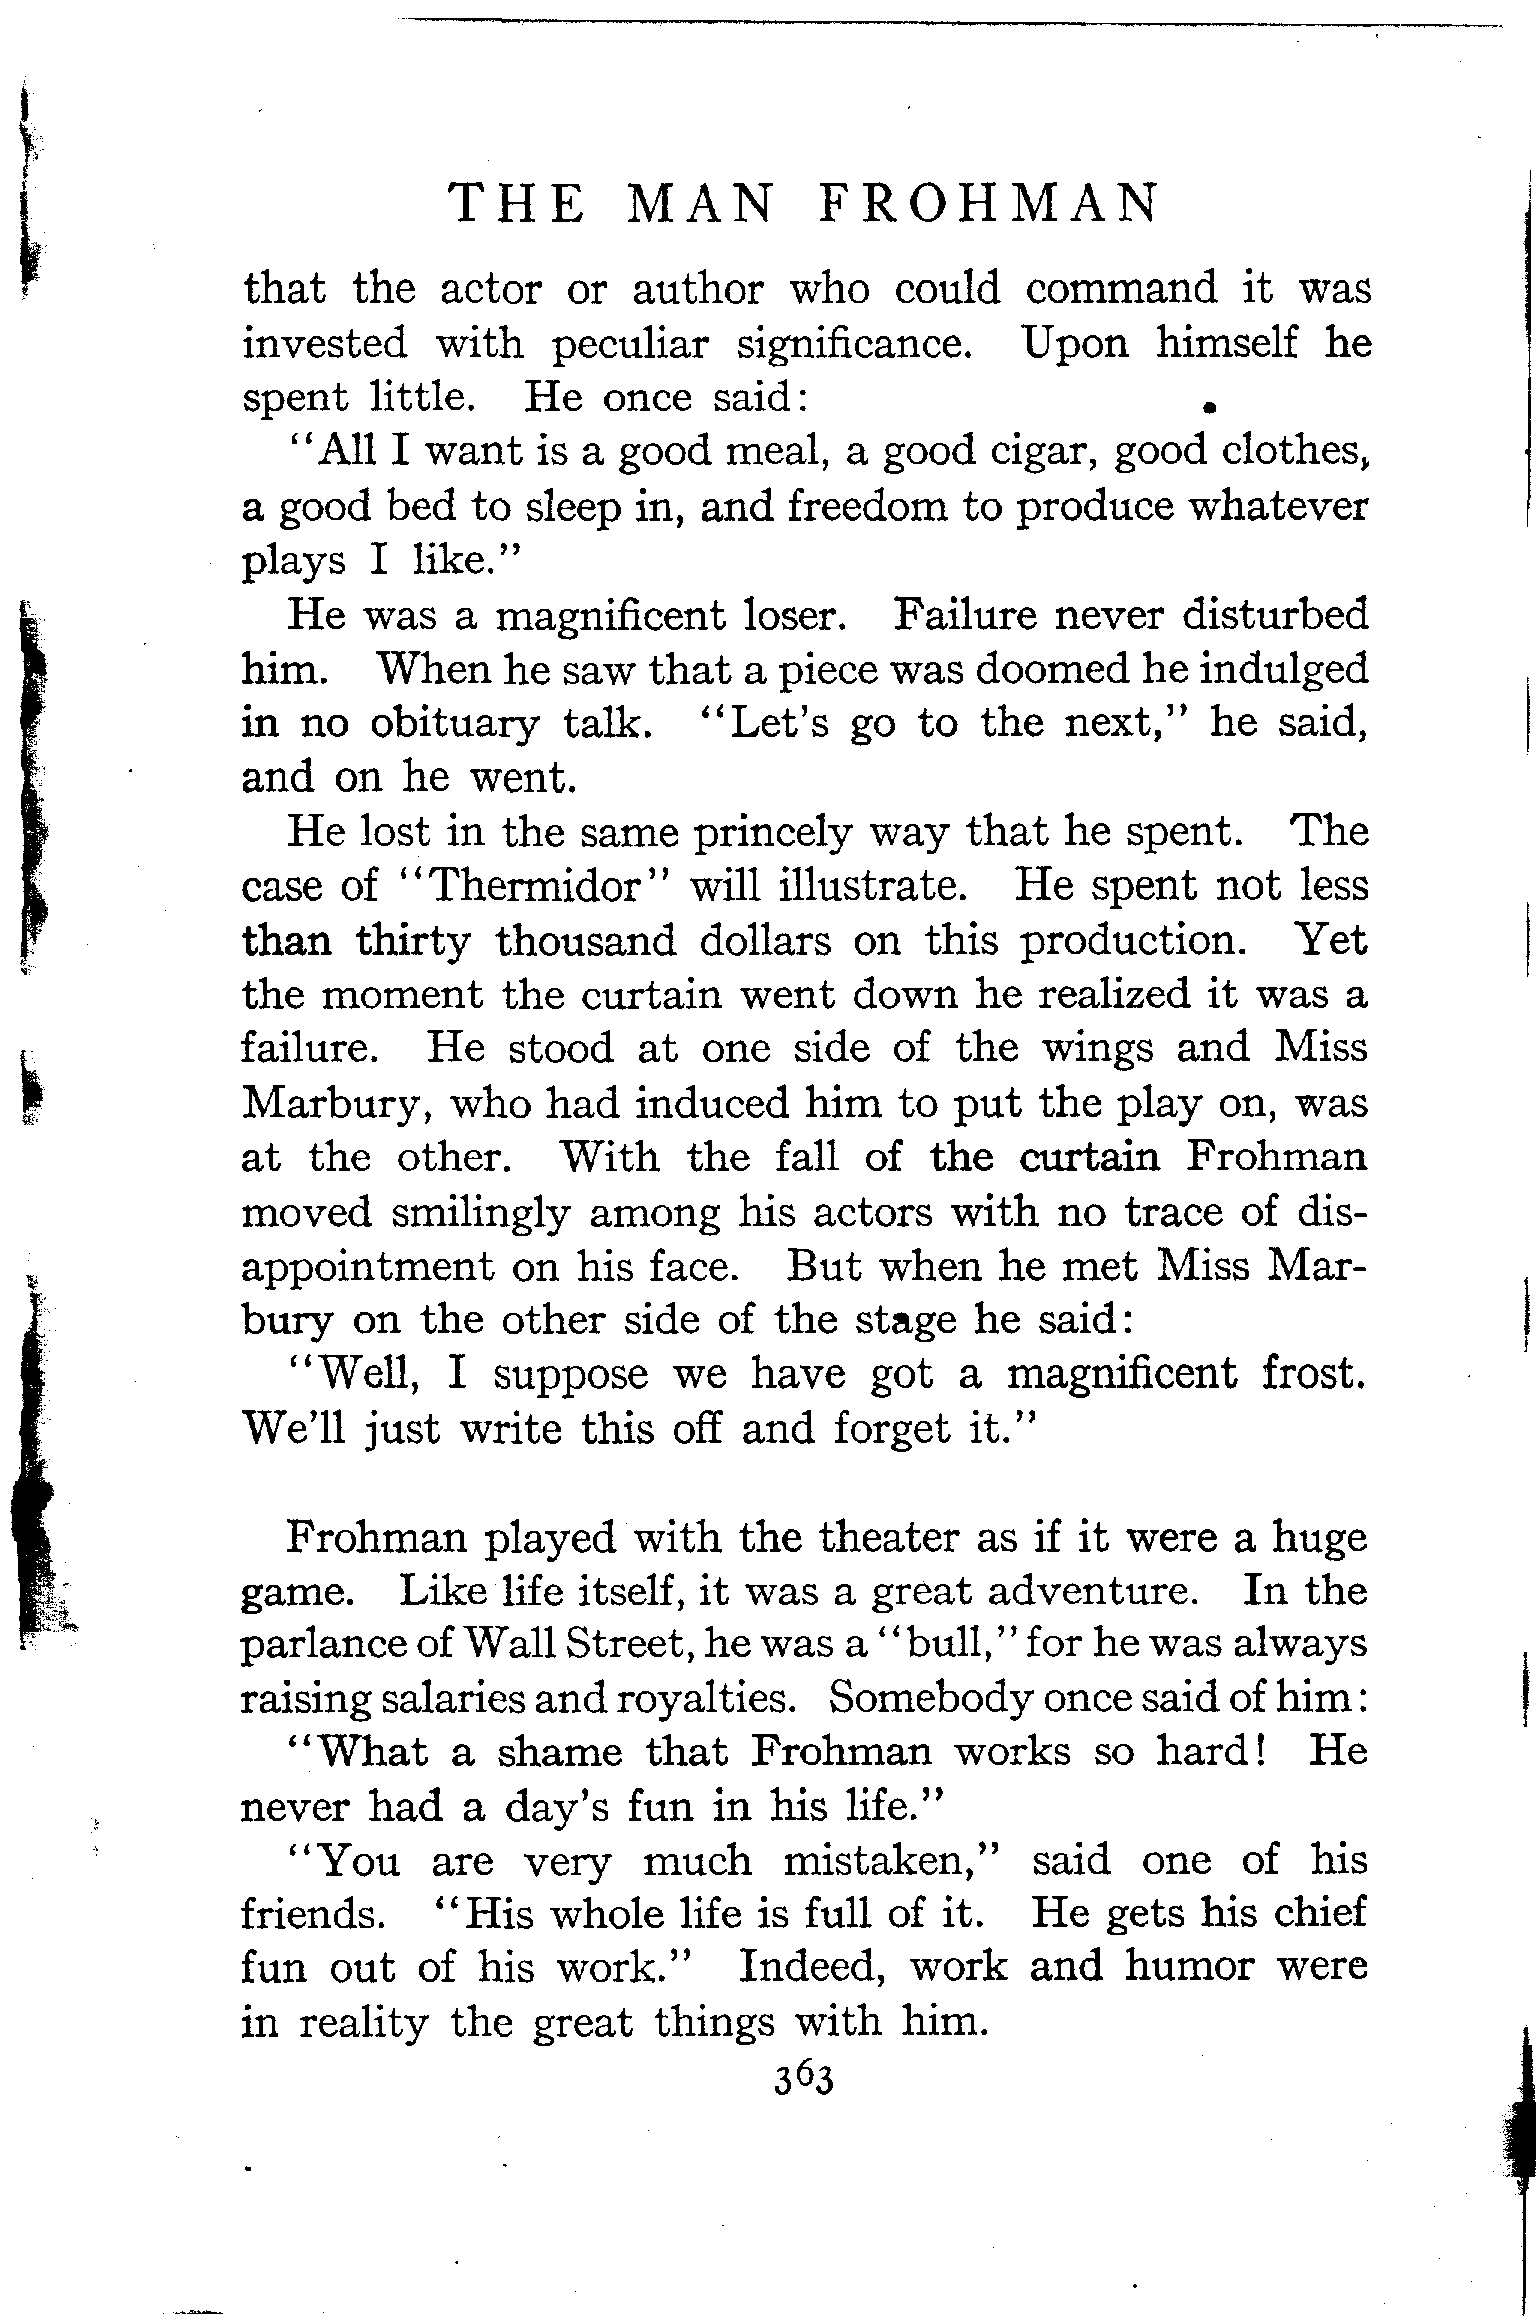 THE MAN FROHMAN
that the actor or author who could command it was
invested with peculiar significance. Upon himself he
spent little. He once said:
"All I want is a good meal, a good cigar, good clothes,
a good bed to sleep in, and freedom to produce whatever
plays I like."
He was a magnificent loser. Failure never disturbed
him. When he saw that a piece was doomed he indulged
in no obituary talk. "Let's go to the next," he said,
and on he went.
He lost in the same princely way that he spent. The
case of "Thermidor" will illustrate. He spent not less
than thirty thousand dollars on this production. Yet
the moment the curtain went down he realized it was a
failure. He stood at one side of the wings and Miss
Marbury, who had induced him to put the play on, was
at the other. With the fall of the curtain Frohman
moved smilingly among his actors with no trace of dis-
appointment on his face. But when he met Miss Mar-
bury on the other side of the stage he said:
"Well, I suppose we have got a magnificent frost.
We'll just write this off and forget it."
Frohman played with the theater as if it were a huge
game. Like life itself, it was a great adventure. In the
parlance of Wall Street, he was a "bull," for he was always
raising salaries and royalties. Somebody once said of him:
"What a shame that Frohman works so hard! He
never had a day's fun in his life."
"You are very much mistaken," said one of his
friends. "His whole life is full of it. He gets his chief
fun out of his work." Indeed, work and humor were
in reality the great things with him.
363